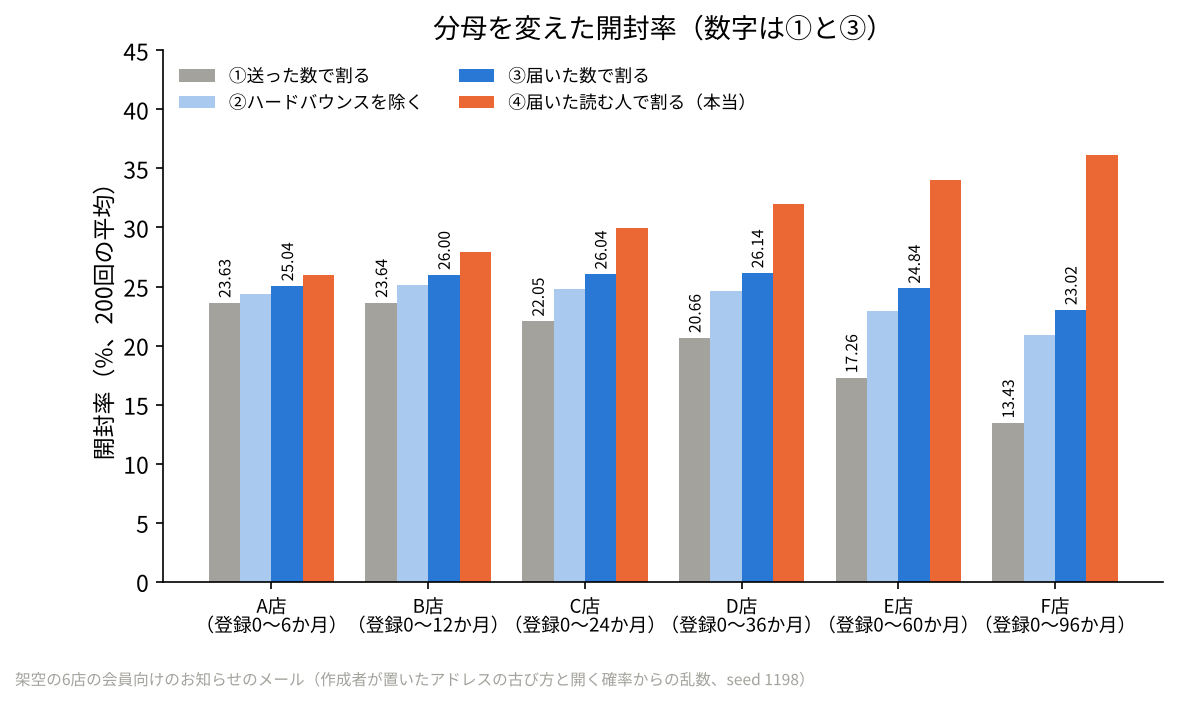 分母を変えた開封率（数字は①と③）
①送った数で割る
②ハードバウンスを除く
③届いた数で割る
④届いた読む人で割る（本当）
開封率（%、200回の平均）
45
40
35
30
25
20
15
10
5
0
23.63
25.04
23.64
26.00
22.05
26.04
20.66
26.14
17.26
24.84
13.43
23.02
A店
（登録0〜6か月）
B店
（登録0〜12か月）
C店
（登録0〜24か月）
D店
（登録0〜36か月）
E店
（登録0〜60か月）
F店
（登録0〜96か月）
架空の6店の会員向けのお知らせのメール（作成者が置いたアドレスの古び方と開く確率からの乱数、seed 1198）